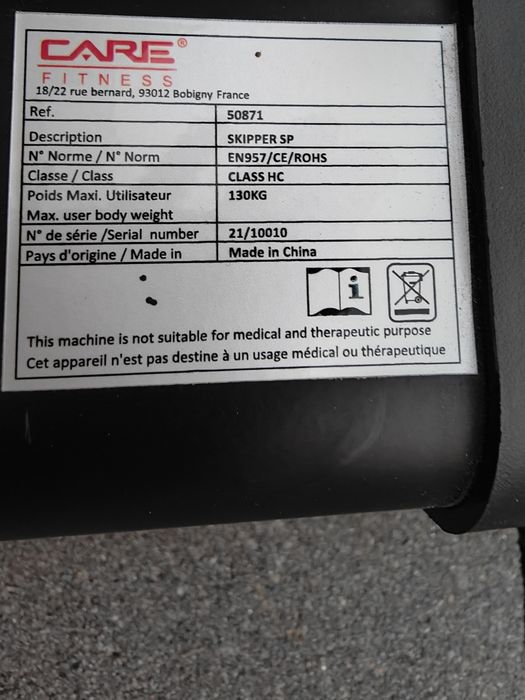 CARE®
FITNESS
18/22 rue bernard, 93012 Bobigny France
Ref. 50871
Description SKIPPER SP
N° Norme / N° Norm EN957/CE/ROHS
Classe / Class CLASS HC
Poids Maxi. Utilisateur 130KG
Max. user body weight
N° de série /Serial number 21/10010
Pays d'origine / Made in Made in China
i
This machine is not suitable for medical and therapeutic purpose
Cet appareil n'est pas destine à un usage médical ou thérapeutique